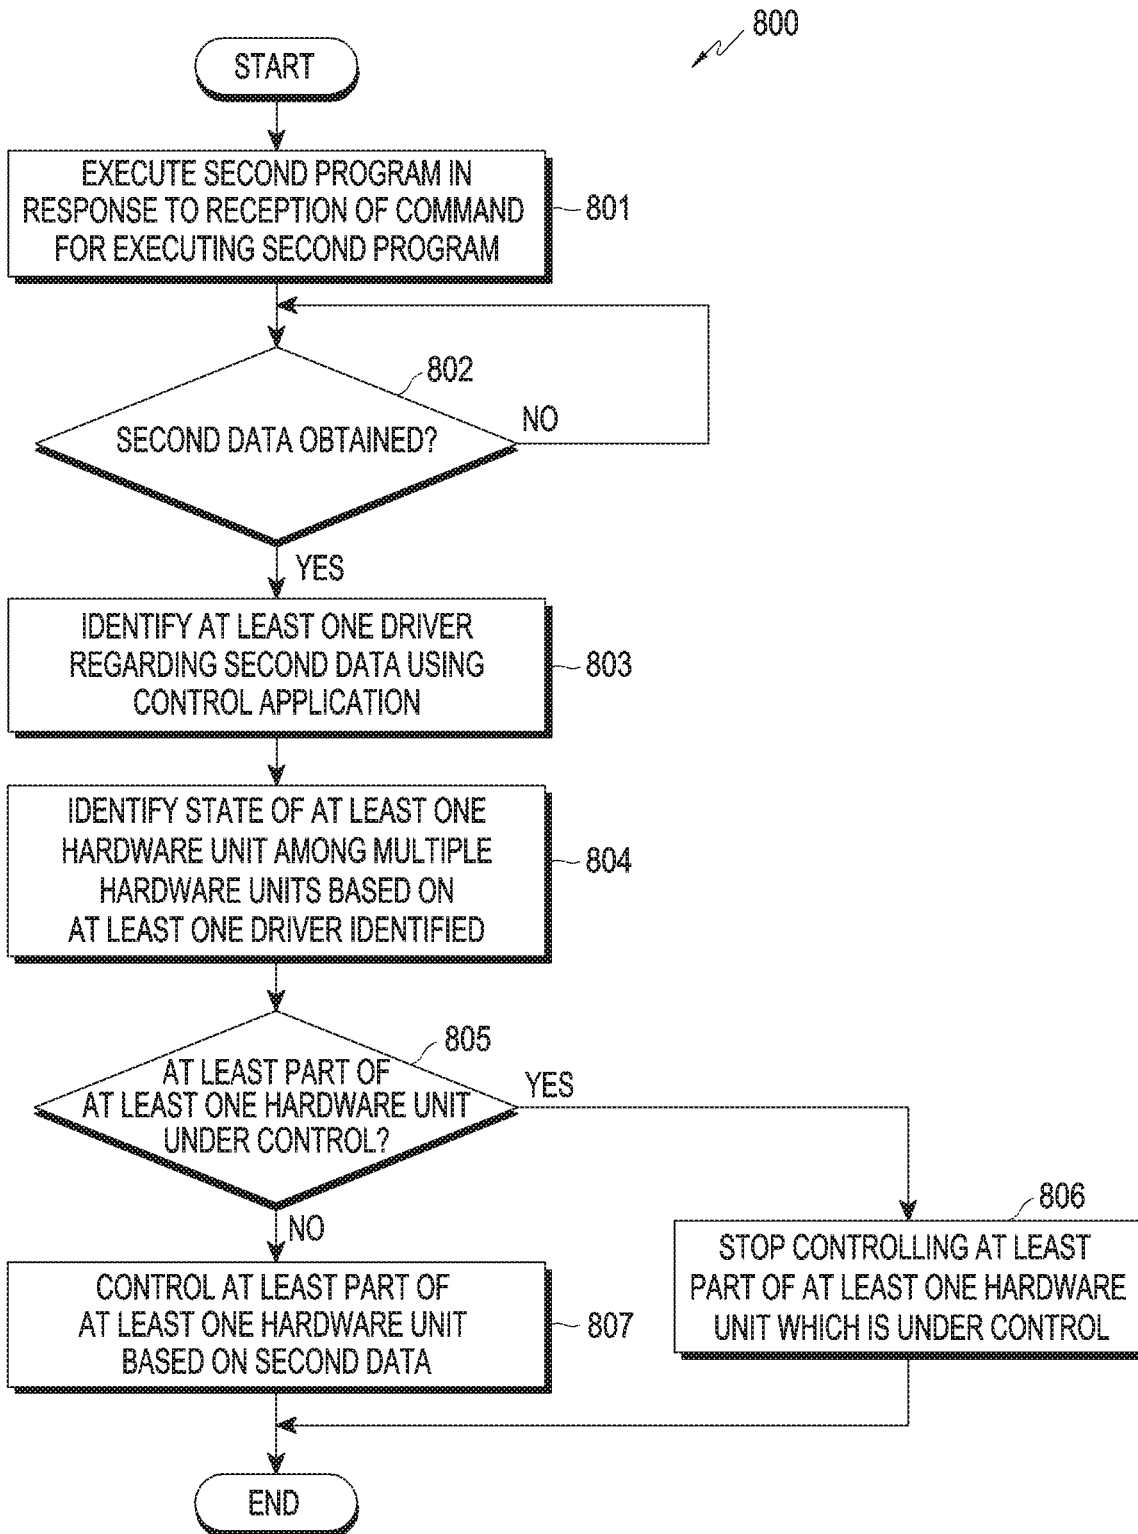 800
START
EXECUTE SECOND PROGRAM IN
RESPONSE TO RECEPTION OF COMMAND
FOR EXECUTING SECOND PROGRAM
801
802
SECOND DATA OBTAINED?
NO
YES
IDENTIFY AT LEAST ONE DRIVER
REGARDING SECOND DATA USING
CONTROL APPLICATION
803
IDENTIFY STATE OF AT LEAST ONE
HARDWARE UNIT AMONG MULTIPLE
HARDWARE UNITS BASED ON
AT LEAST ONE DRIVER IDENTIFIED
804
805
AT LEAST PART OF
AT LEAST ONE HARDWARE UNIT
UNDER CONTROL?
YES
NO
806
STOP CONTROLLING AT LEAST
PART OF AT LEAST ONE HARDWARE
UNIT WHICH IS UNDER CONTROL
CONTROL AT LEAST PART OF
AT LEAST ONE HARDWARE UNIT
BASED ON SECOND DATA
807
END